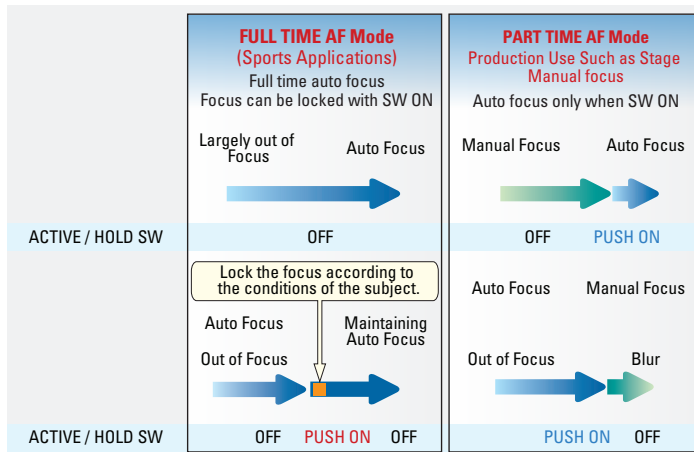 FULL TIME AF Mode
(Sports Applications)
Full time auto focus
Focus can be locked with SW ON
Largely out of
Focus
Auto Focus
PART TIME AF Mode
Production Use Such as Stage
Manual focus
Auto focus only when SW ON
Manual Focus
Auto Focus
ACTIVE / HOLD SW
OFF
OFF
PUSH ON
Lock the focus according to
the conditions of the subject.
Auto Focus
Maintaining
Auto Focus
Out of Focus
Auto Focus
Manual Focus
Out of Focus
Blur
ACTIVE / HOLD SW
OFF
PUSH ON
OFF
PUSH ON
OFF